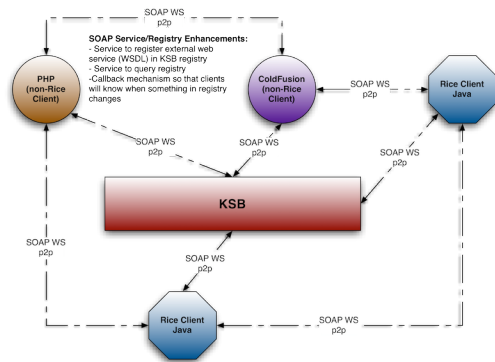 SOAP WS
p2p
SOAP Service/Registry Enhancements:
- Service to register external web
service (WSDL) in KSB registry
- Service to query registry
-Callback mechanism so that clients
will know when something in registry
changes
PHP
(non-Rice
Client)
ColdFusion
(non-Rice
Client)
Rice Client
Java
SOAP WS
p2p
SOAP WS
p2p
SOAP WS
p2p
SOAP WS
p2p
KSB
SOAP WS
p2p
SOAP WS
p2p
SOAP WS
p2p
Rice Client
Java
SOAP WS
p2p